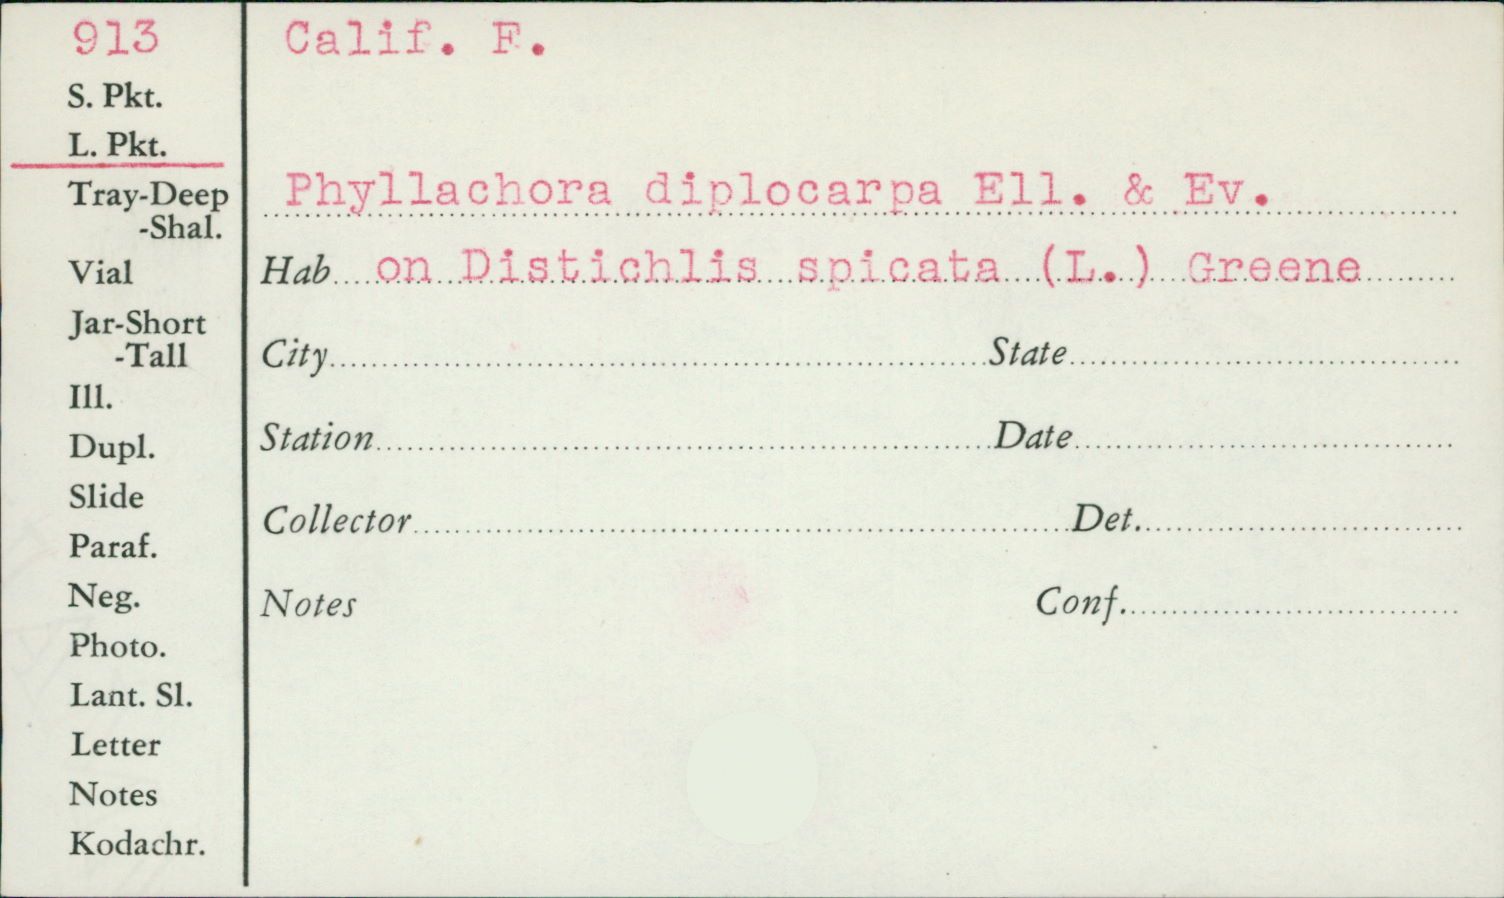 913
Calif. F.
S. Pkt.
L. Pkt.
Tray-Deep
-Shal.
Vial
Jar-Short
-Tall
Ill.
Dupl.
Slide
Paraf.
Neg.
Photo.
Lant. Sl.
Letter
Notes
Kodachr.
Phyllachora diplocarpa Ell. & Ev.
Hab on Distichlis spicata (L.) Greene
City State
Station Date
Collector Det.
Notes Conf.